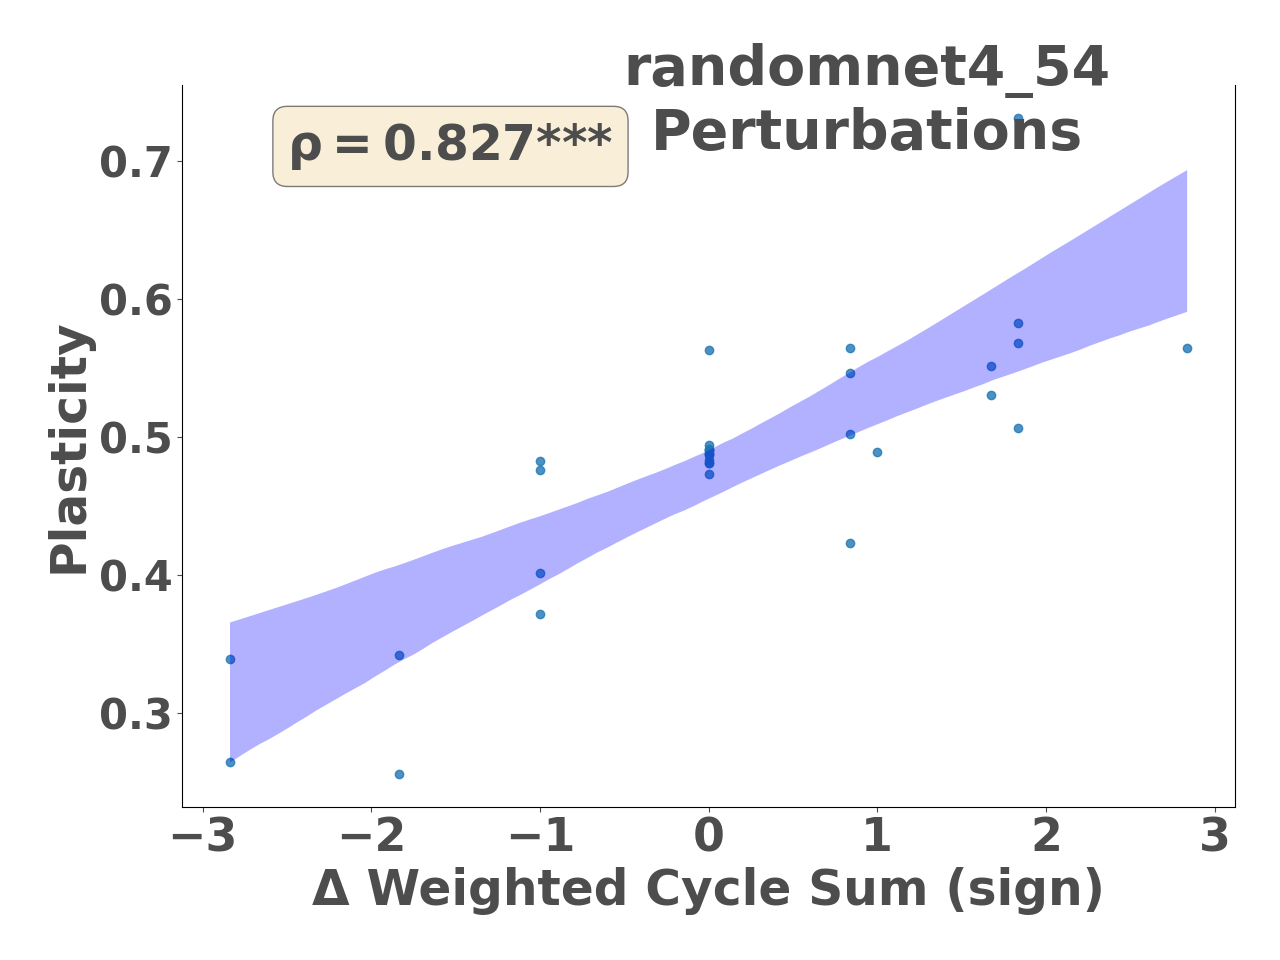 randomnet4_54
Perturbations
ρ = 0.827***
0.7
0.6
0.5
0.4
0.3
Plasticity
−3 −2 −1 0 1 2 3
Δ Weighted Cycle Sum (sign)